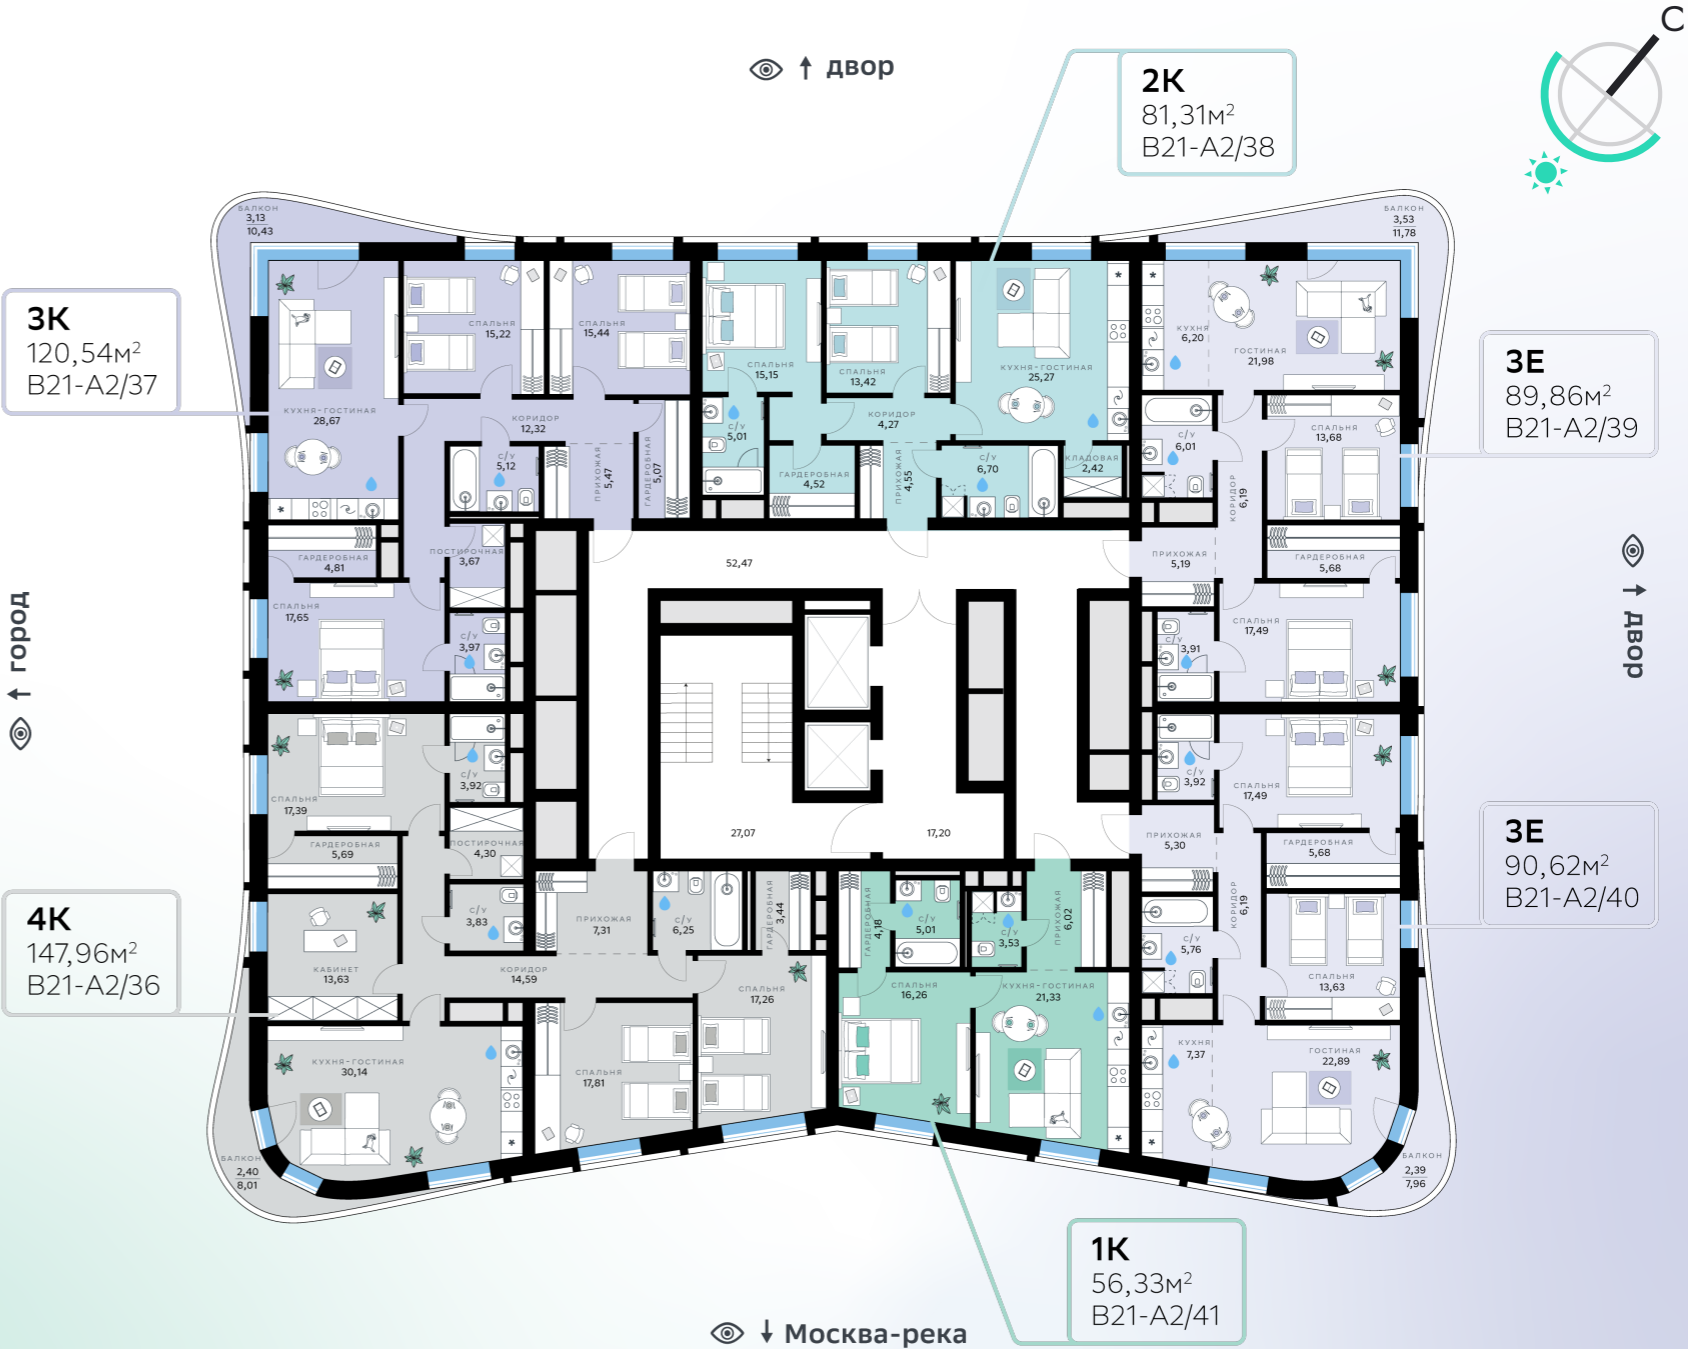 С
двор
2К
81,31м²
В21-А2/38
БАЛКОН
3,13
10,43
БАЛКОН
3,53
11,78
3К
120,54м²
В21-А2/37
КУХНЯ-ГОСТИНАЯ
28,67
СПАЛЬНЯ
15,22
СПАЛЬНЯ
15,44
КОРИДОР
12,32
С/У
5,12
ПРИХОЖАЯ
5,47
ГАРДЕРОБНАЯ
5,07
ГАРДЕРОБНАЯ
4,81
ПОСТИРОЧНАЯ
3,67
СПАЛЬНЯ
17,65
С/У
3,97
СПАЛЬНЯ
15,15
СПАЛЬНЯ
13,42
КУХНЯ-ГОСТИНАЯ
25,27
С/У
5,01
КОРИДОР
4,27
ГАРДЕРОБНАЯ
4,52
ПРИХОЖАЯ
4,55
С/У
6,70
КЛАДОВАЯ
2,42
КУХНЯ
6,20
ГОСТИНАЯ
21,98
3Е
89,86м²
В21-А2/39
С/У
6,01
СПАЛЬНЯ
13,68
КОРИДОР
6,19
ПРИХОЖАЯ
5,19
ГАРДЕРОБНАЯ
5,68
СПАЛЬНЯ
17,49
С/У
3,91
52,47
27,07
17,20
город
двор
СПАЛЬНЯ
17,39
С/У
3,92
ГАРДЕРОБНАЯ
5,69
ПОСТИРОЧНАЯ
4,30
4К
147,96м²
В21-А2/36
КАБИНЕТ
13,63
С/У
3,83
КОРИДОР
14,59
ПРИХОЖАЯ
7,31
С/У
6,25
ГАРДЕРОБНАЯ
3,44
КУХНЯ-ГОСТИНАЯ
30,14
СПАЛЬНЯ
17,81
СПАЛЬНЯ
17,26
БАЛКОН
2,40
8,01
ГАРДЕРОБНАЯ
4,18
С/У
5,01
С/У
3,53
ПРИХОЖАЯ
6,02
СПАЛЬНЯ
16,26
КУХНЯ-ГОСТИНАЯ
21,33
С/У
3,92
СПАЛЬНЯ
17,49
ПРИХОЖАЯ
5,30
ГАРДЕРОБНАЯ
5,68
КОРИДОР
6,19
С/У
5,76
СПАЛЬНЯ
13,63
3Е
90,62м²
В21-А2/40
КУХНЯ
7,37
ГОСТИНАЯ
22,89
БАЛКОН
2,39
7,96
1К
56,33м²
В21-А2/41
Москва-река